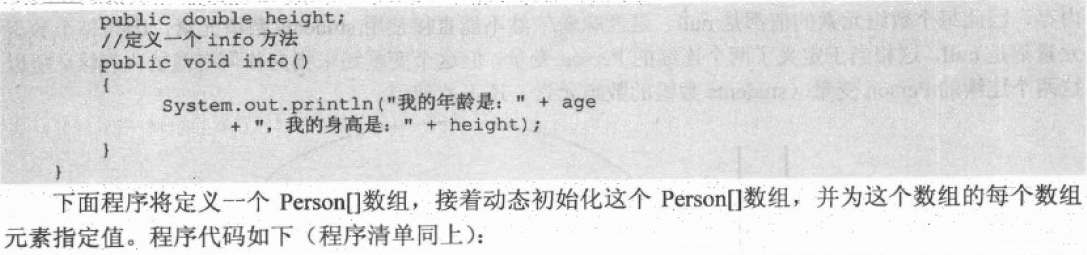 public double height;
//定义一个 info 方法
public void info()
{
System.out.println("我的年龄是：" + age
+ "，我的身高是：" + height);
}
}
下面程序将定义一个 Person[]数组，接着动态初始化这个 Person[]数组，并为这个数组的每个数组
元素指定值。程序代码如下（程序清单同上）：